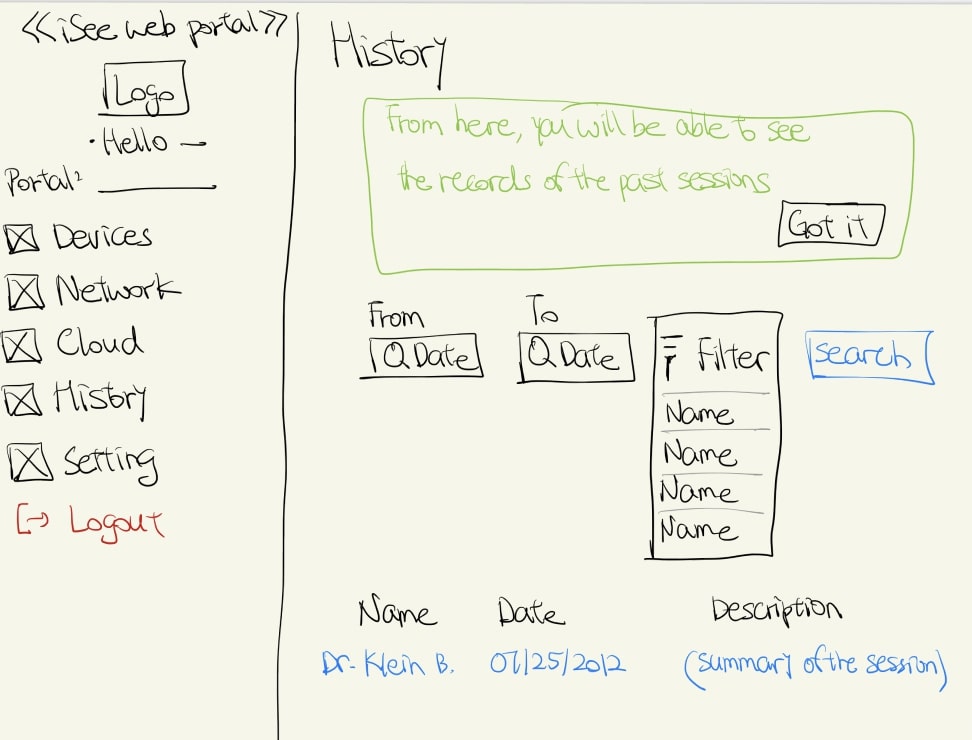 <<iSee web portal>>
Logo
·Hello —
Portal: ______
Devices
Network
Cloud
History
Setting
Logout
History
From here, you will be able to see
the records of the past sessions
Got it
From
To
Date
Date
Filter
Name
Name
Name
Name
search
Name Date Description
Dr. Klein B. 07/25/2012 (summary of the session)